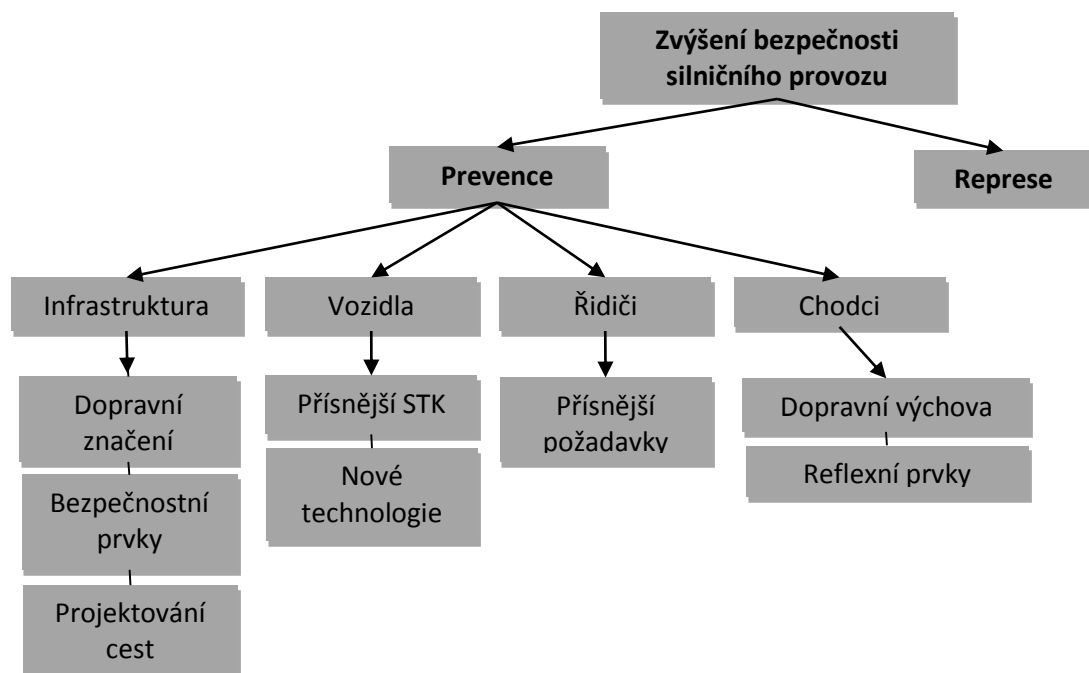 Zvýšení bezpečnosti
silničního provozu
Prevence
Represe
Infrastruktura
Vozidla
Řidiči
Chodci
Dopravní
značení
Přísnější STK
Přísnější
požadavky
Dopravní výchova
Bezpečnostní
prvky
Nové
technologie
Reflexní prvky
Projektování
cest